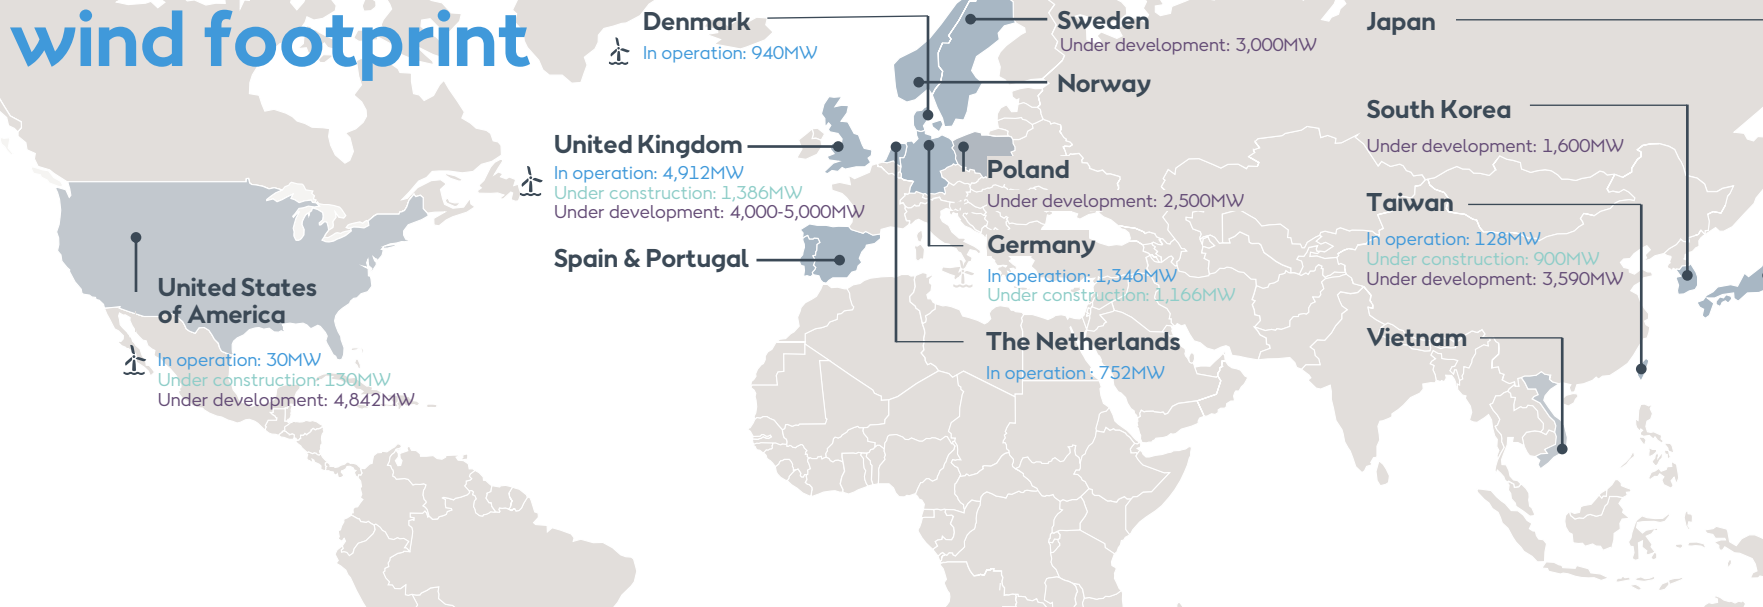 wind footprint
Denmark
In operation: 940MW
Sweden
Under development: 3,000MW
Norway
Japan
South Korea
Under development: 1,600MW
United Kingdom
In operation: 4,912MW
Under construction: 1,386MW
Under development: 4,000-5,000MW
Poland
Under development: 2,500MW
Taiwan
In operation: 128MW
Under construction: 900MW
Under development: 3,590MW
Spain & Portugal
Germany
In operation: 1,346MW
Under construction: 1,166MW
United States
of America
In operation: 30MW
Under construction: 130MW
Under development: 4,842MW
The Netherlands
In operation : 752MW
Vietnam